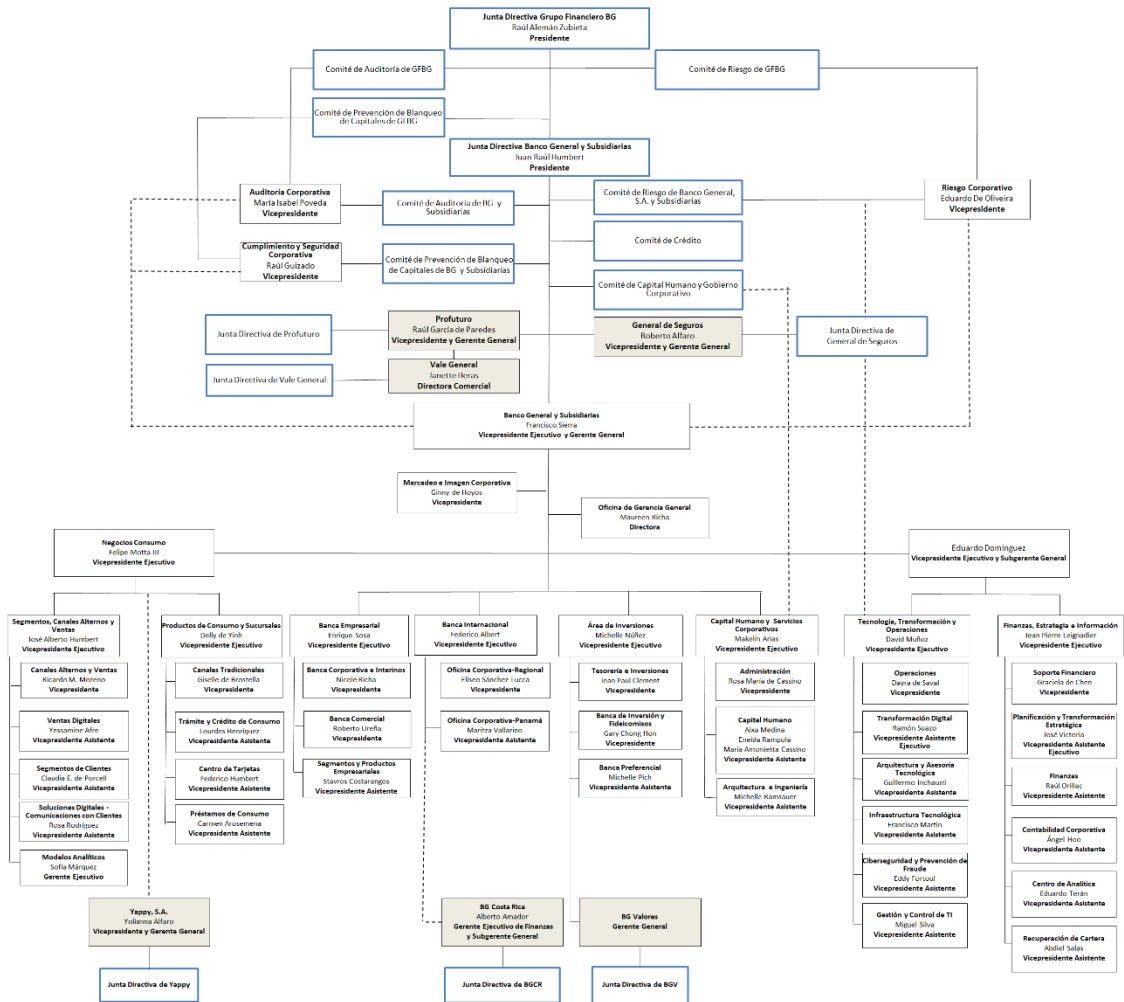 Junta Directiva Grupo Financiero BG
Raúl Alemán Zubieta
Presidente
Comité de Auditoría de GFBG
Comité de Riesgo de GFBG
Comité de Prevención de Blanqueo
de Capitales de GFBG
Junta Directiva Banco General y Subsidiarias
Juan Raúl Humbert
Presidente
Auditoría Corporativa
María Isabel Poveda
Vicepresidente
Comité de Auditoría de BG y
Subsidiarias
Comité de Riesgo de Banco General,
S.A. y Subsidiarias
Riesgo Corporativo
Eduardo De Oliveira
Vicepresidente
Comité de Crédito
Cumplimiento y Seguridad
Corporativa
Raúl Guizado
Vicepresidente
Comité de Prevención de Blanqueo
de Capitales de BG y Subsidiarias
Comité de Capital Humano y Gobierno
Corporativo
Junta Directiva de Profuturo
Profuturo
Raúl García de Paredes
Vicepresidente y Gerente General
General de Seguros
Roberto Alfaro
Vicepresidente y Gerente General
Junta Directiva de
General de Seguros
Junta Directiva de Vale General
Vale General
Janette Lleras
Directora Comercial
Banco General y Subsidiarias
Francisco Sierra
Vicepresidente Ejecutivo y Gerente General
Mercadeo e Imagen Corporativa
Ginny de Hoyos
Vicepresidente
Oficina de Gerencia General
Maureen Richa
Directora
Negocios Consumo
Felipe Motta III
Vicepresidente Ejecutivo
Eduardo Domínguez
Vicepresidente Ejecutivo y Subgerente General
Segmentos, Canales Alternos y
Ventas
José Alberto Humbert
Vicepresidente Ejecutivo
Canales Alternos y Ventas
Ricardo M. Moreno
Vicepresidente
Ventas Digitales
Yessamine Afre
Vicepresidente Asistente
Segmentos de Clientes
Claudia E. de Porcell
Vicepresidente Asistente
Soluciones Digitales -
Comunicaciones con Clientes
Rosa Rodríguez
Vicepresidente Asistente
Modelos Analíticos
Sofía Márquez
Gerente Ejecutivo
Productos de Consumo y Sucursales
Delly de Yinh
Vicepresidente Ejecutivo
Canales Tradicionales
Giselle de Brostella
Vicepresidente
Trámite y Crédito de Consumo
Lourdes Henríquez
Vicepresidente Asistente
Centro de Tarjetas
Federico Humbert
Vicepresidente Asistente
Préstamos de Consumo
Carmen Arosemena
Vicepresidente Asistente
Banca Empresarial
Enrique Sosa
Vicepresidente Ejecutivo
Banca Corporativa e Interinos
Nicole Richa
Vicepresidente
Banca Comercial
Roberto Ureña
Vicepresidente
Segmentos y Productos
Empresariales
Stavros Costarangos
Vicepresidente Asistente
Banca Internacional
Federico Albert
Vicepresidente Ejecutivo
Oficina Corporativa-Regional
Eliseo Sánchez Lucca
Vicepresidente
Oficina Corporativa-Panamá
Maritza Vallarino
Vicepresidente Asistente
Área de Inversiones
Michelle Núñez
Vicepresidente Ejecutivo
Tesorería e Inversiones
Jean Paul Clement
Vicepresidente
Banca de Inversión y
Fideicomisos
Gary Chong Hon
Vicepresidente
Banca Preferencial
Michelle Pich
Vicepresidente Asistente
Capital Humano y Servicios
Corporativos
Makelín Arias
Vicepresidente Ejecutivo
Administración
Rosa María de Cassino
Vicepresidente
Capital Humano
Aixa Medina
Eneida Rampola
María Antonietta Cassino
Vicepresidente Asistente
Arquitectura e Ingeniería
Michelle Ramsauer
Vicepresidente Asistente
Tecnología, Transformación y
Operaciones
David Muñoz
Vicepresidente Ejecutivo
Operaciones
Dayra de Saval
Vicepresidente
Transformación Digital
Ramón Suazo
Vicepresidente Asistente
Ejecutivo
Arquitectura y Asesoría
Tecnológica
Guillermo Inchausti
Vicepresidente Asistente
Infraestructura Tecnológica
Francisco Martín
Vicepresidente Asistente
Ciberseguridad y Prevención de
Fraude
Eddy Fortoul
Vicepresidente Asistente
Gestión y Control de TI
Miguel Silva
Vicepresidente Asistente
Finanzas, Estrategia e Información
Jean Pierre Leignadier
Vicepresidente Ejecutivo
Soporte Financiero
Graciela de Chen
Vicepresidente
Planificación y Transformación
Estratégica
José Victoria
Vicepresidente Asistente
Ejecutivo
Finanzas
Raúl Orillac
Vicepresidente Asistente
Contabilidad Corporativa
Ángel Hoo
Vicepresidente Asistente
Centro de Analítica
Eduardo Terán
Vicepresidente Asistente
Recuperación de Cartera
Abdiel Salas
Vicepresidente Asistente
Yappy, S.A.
Yolianna Alfaro
Vicepresidente y Gerente General
BG Costa Rica
Alberto Amador
Gerente Ejecutivo de Finanzas
y Subgerente General
BG Valores
Gerente General
Junta Directiva de Yappy
Junta Directiva de BGCR
Junta Directiva de BGV